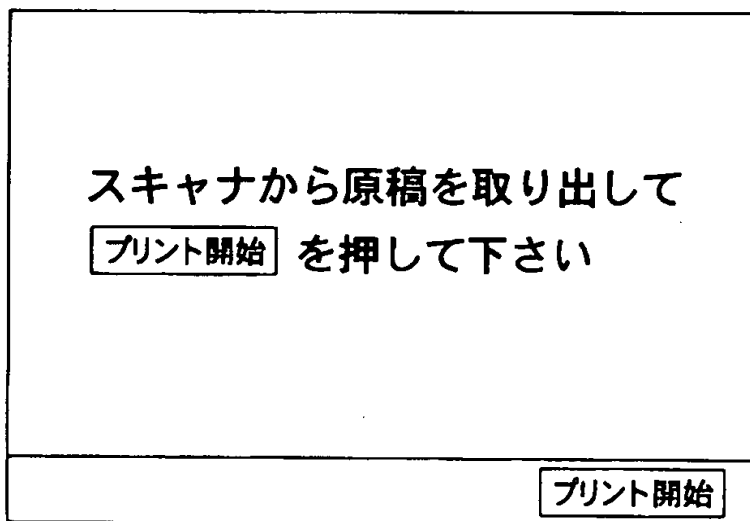 スキャナから原稿を取り出して
プリント開始 を押して下さい
プリント開始